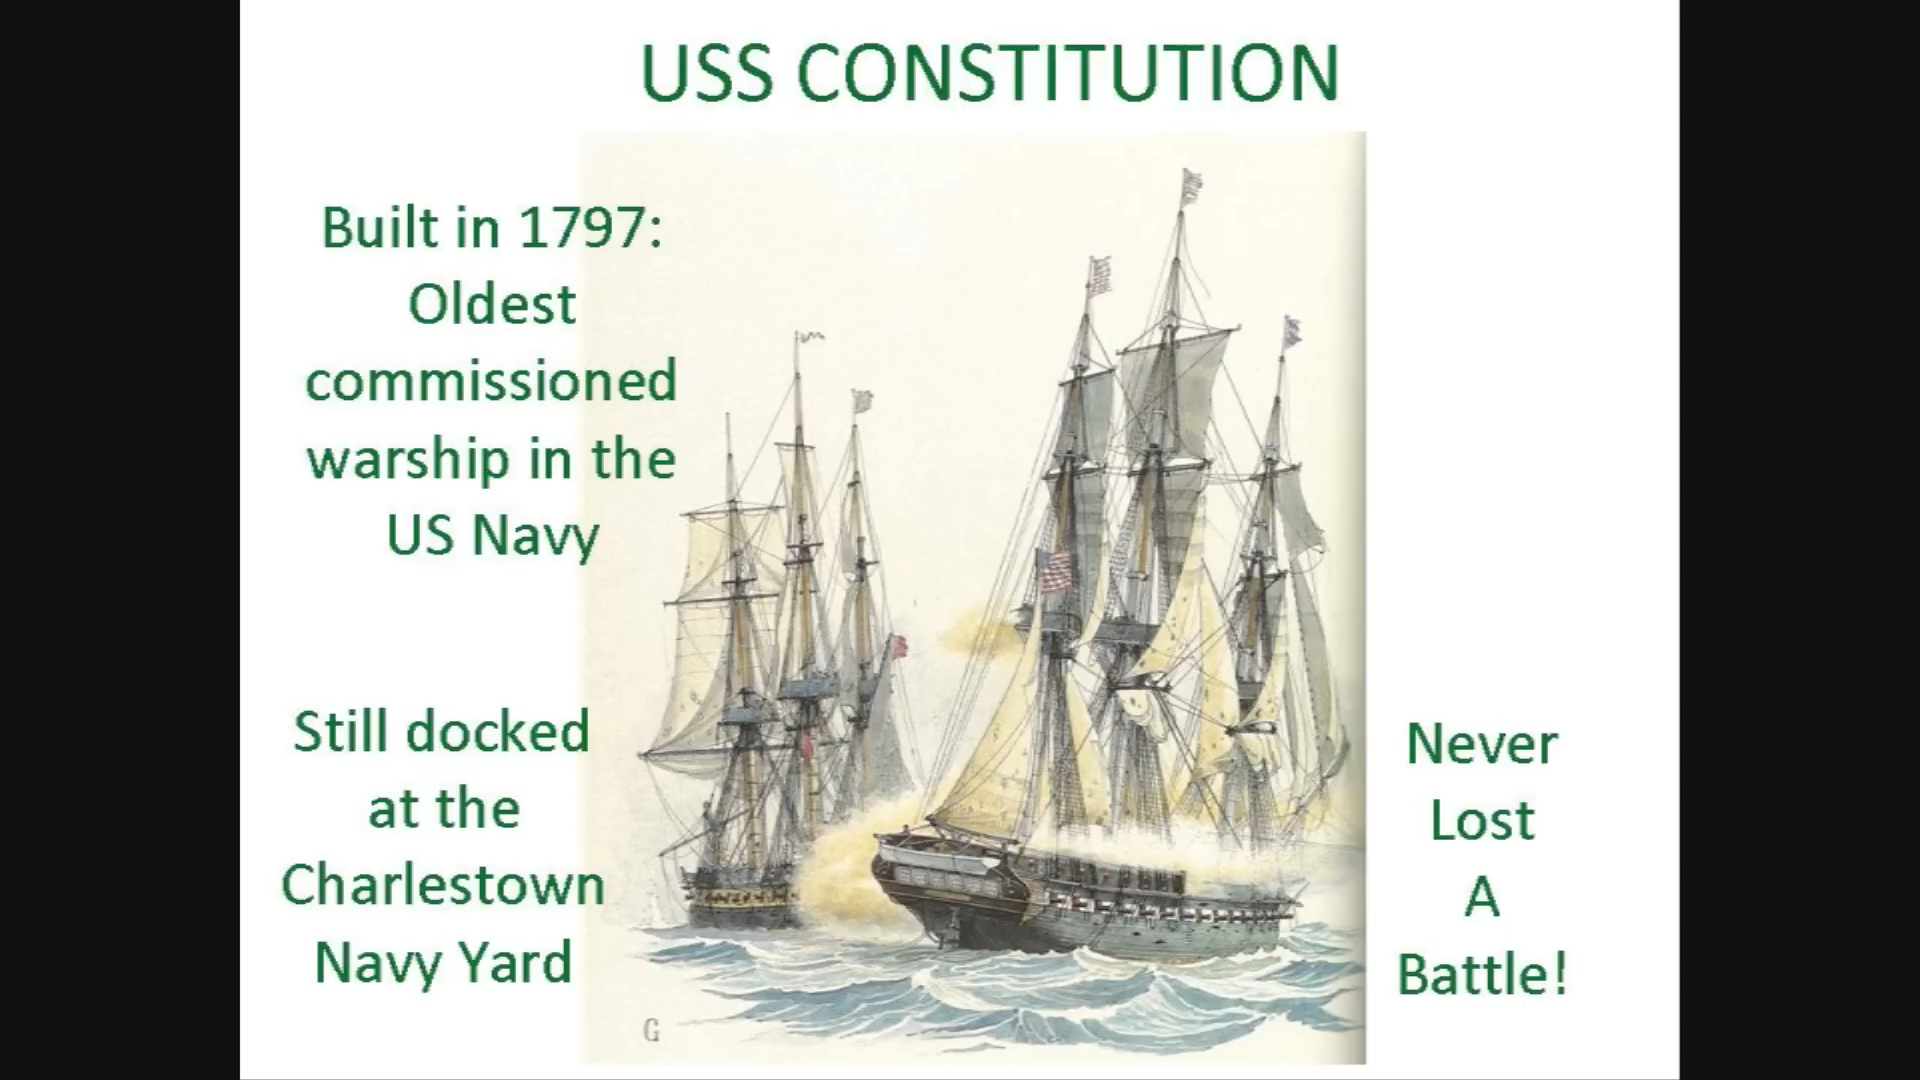 USS CONSTITUTION
Built in 1797:
Oldest
commissioned
warship in the
US Navy
Still docked
at the
Charlestown
Navy Yard
Never
Lost
A
Battle!
G